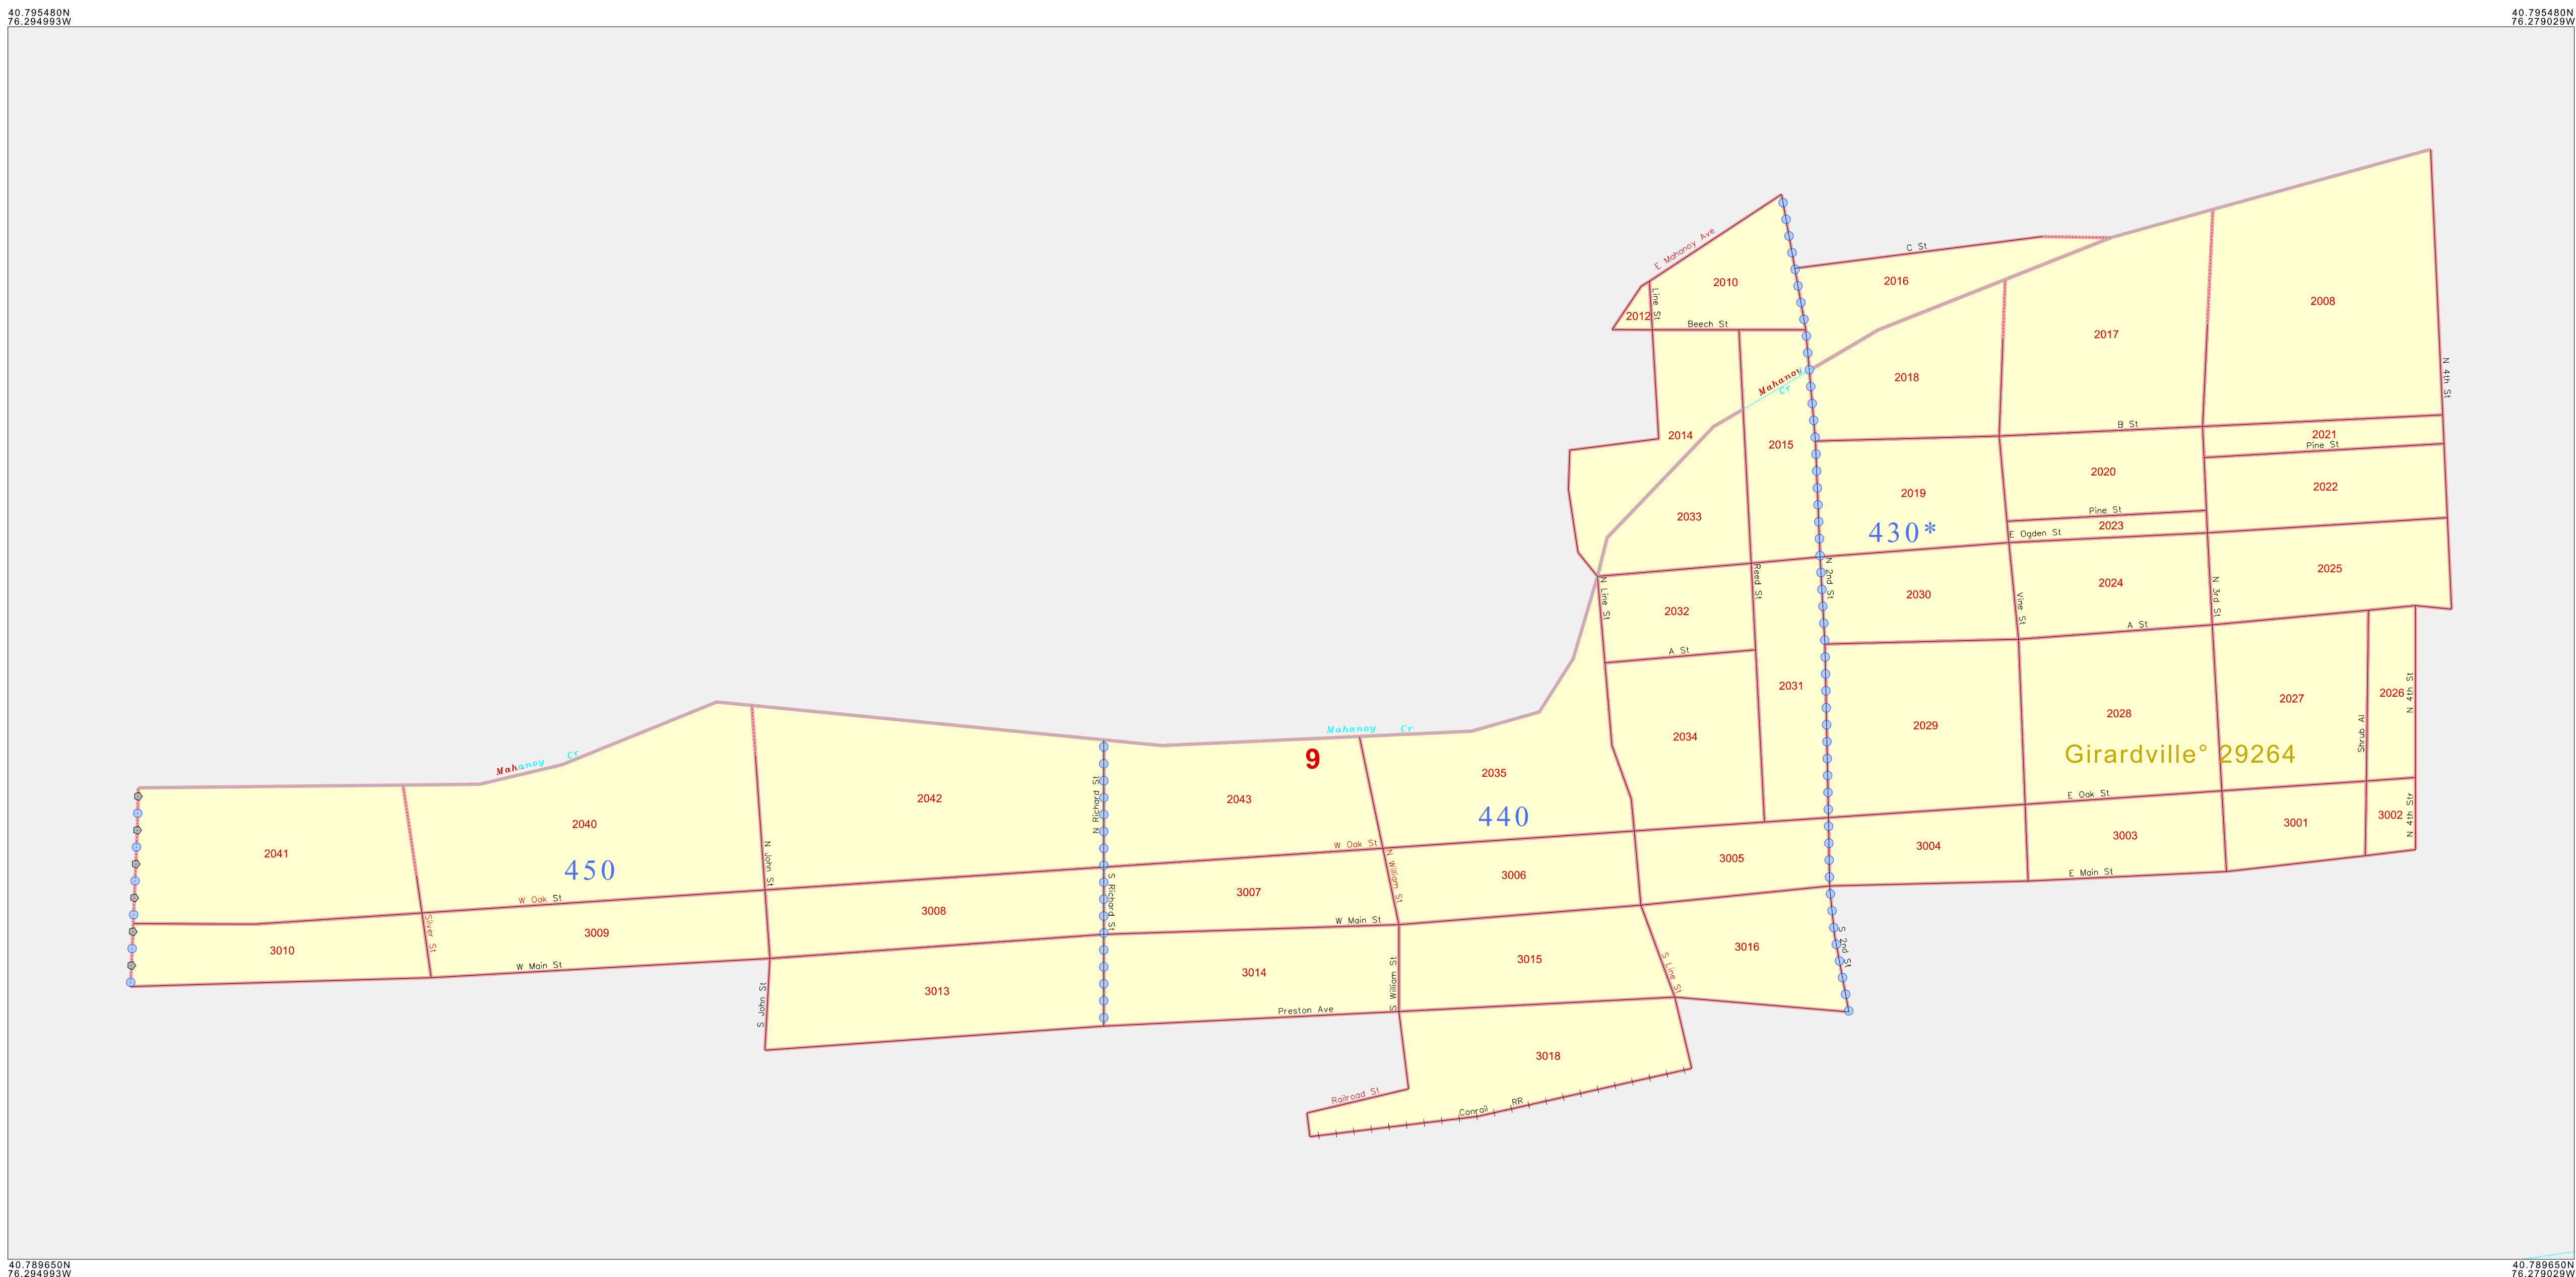 40.795480N
76.294993W
40.795480N
76.279029W
E Mahanoy Ave
C St
2010
2016
2008
Line St
2012
Beech St
2017
Mahanoy
Cr
2018
N 4th St
2014
2015
B St
2021
Pine St
2020
2022
2019
Pine St
2033
2023
430*
E Ogden St
N Line St
Reed St
N 2nd St
2032
2030
Vine St
2024
N 3rd St
2025
A St
A St
2031
2034
2029
2028
2027
2026
N 4th St
Shrub Al
Girardville° 29264
Mahanoy Cr
9
2035
Mahanoy Cr
2040
2042
N Richard St
2043
440
E Oak St
2041
450
N John St
W Oak St
3005
3004
3003
3001
3002
N 4th Str
W Oak St
3008
S Richard St
3007
N William St
3006
E Main St
3010
Silver St
3009
W Main St
W Main St
S John St
3013
3014
S William St
3015
S Line St
3016
S 2nd St
Preston Ave
3018
Railroad St
Conrail RR
40.789650N
76.294993W
40.789650N
76.279029W